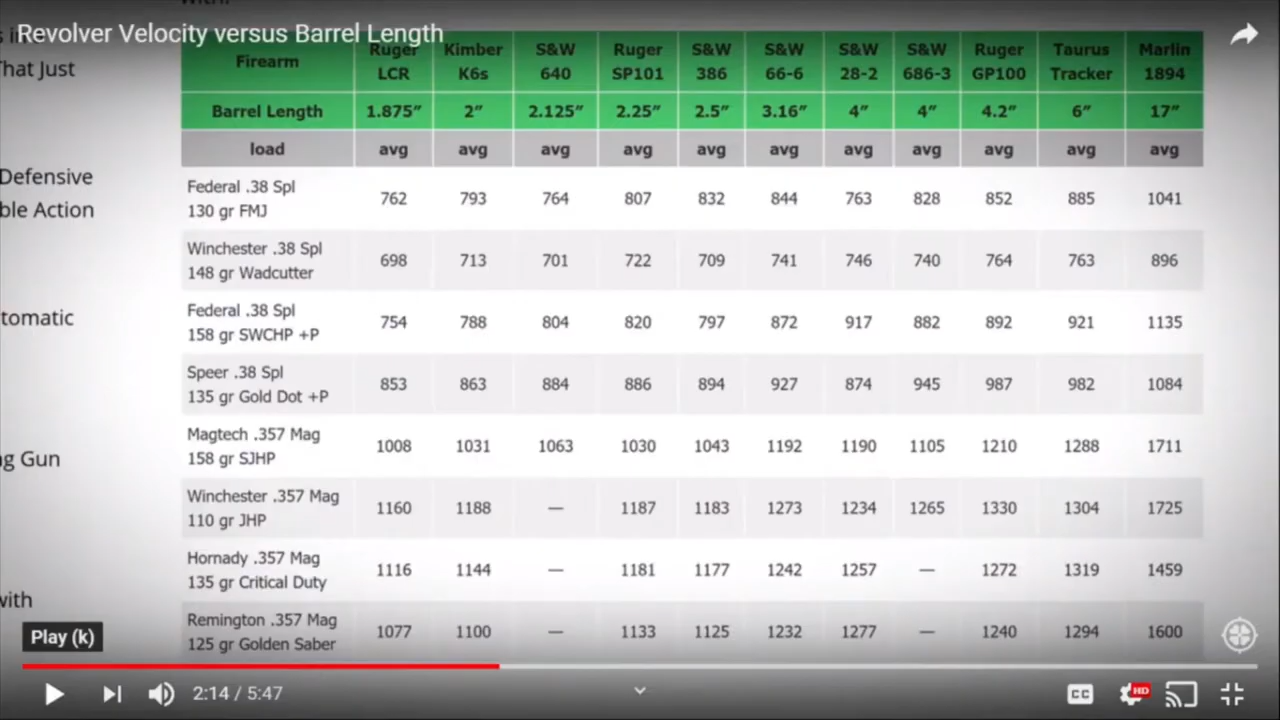 Revolver Velocity versus Barrel Length
That Just
Defensive
ble Action
tomatic
g Gun
with
Firearm Ruger LCR Kimber K6s S&W 640 Ruger SP101 S&W 386 S&W 66-6 S&W 28-2 S&W 686-3 Ruger GP100 Taurus Tracker Marlin 1894
Barrel Length 1.875″ 2″ 2.125″ 2.25″ 2.5″ 3.16″ 4″ 4″ 4.2″ 6″ 17″
load avg avg avg avg avg avg avg avg avg avg avg
Federal .38 Spl
130 gr FMJ 762 793 764 807 832 844 763 828 852 885 1041
Winchester .38 Spl
148 gr Wadcutter 698 713 701 722 709 741 746 740 764 763 896
Federal .38 Spl
158 gr SWCHP +P 754 788 804 820 797 872 917 882 892 921 1135
Speer .38 Spl
135 gr Gold Dot +P 853 863 884 886 894 927 874 945 987 982 1084
Magtech .357 Mag
158 gr SJHP 1008 1031 1063 1030 1043 1192 1190 1105 1210 1288 1711
Winchester .357 Mag
110 gr JHP 1160 1188 — 1187 1183 1273 1234 1265 1330 1304 1725
Hornady .357 Mag
135 gr Critical Duty 1116 1144 — 1181 1177 1242 1257 — 1272 1319 1459
Remington .357 Mag
125 gr Golden Saber 1077 1100 — 1133 1125 1232 1277 — 1240 1294 1600
Play (k)
2:14 / 5:47
CC
HD